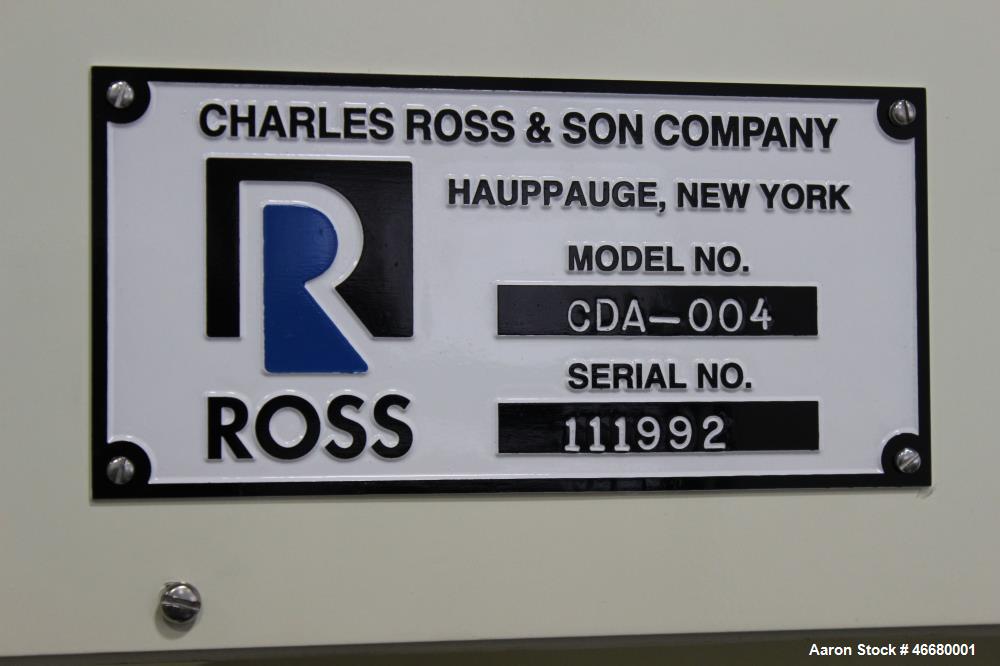 CHARLES ROSS & SON COMPANY
HAUPPAUGE, NEW YORK
MODEL NO.
CDA-004
SERIAL NO.
111992
R
ROSS
Aaron Stock # 46680001